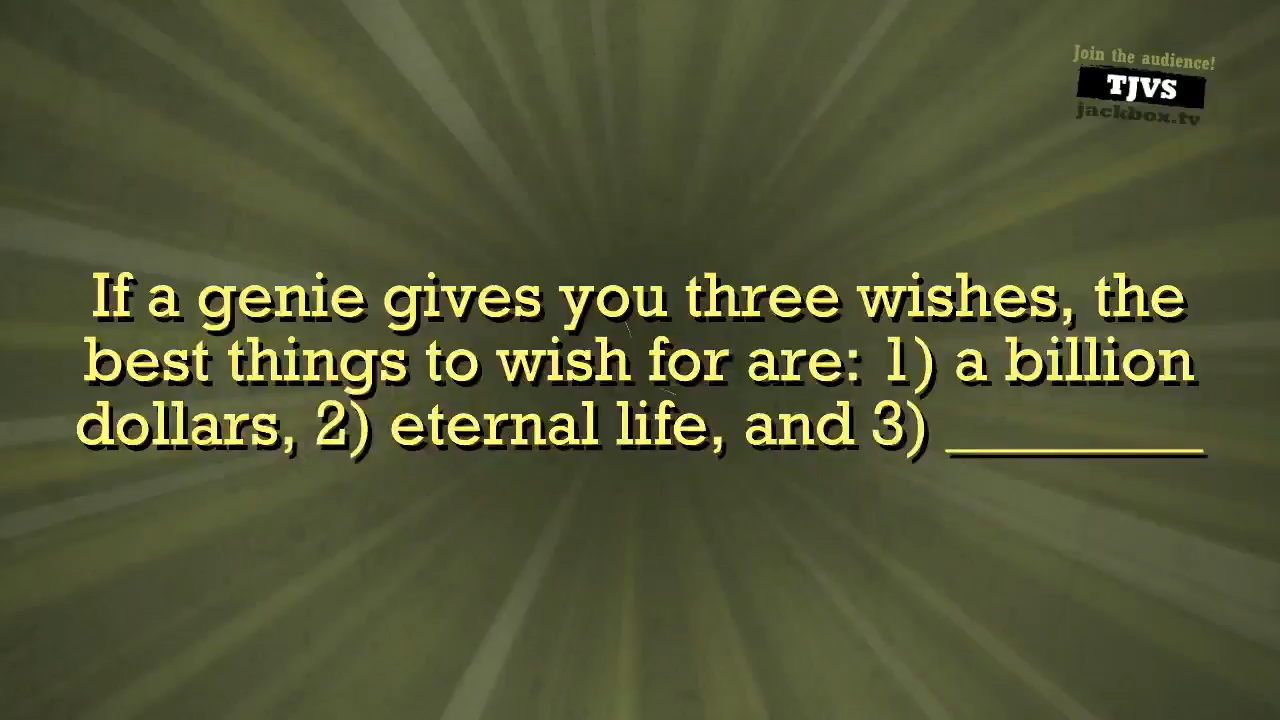 Join the audience!
TJVS
jackbox.tv
If a genie gives you three wishes, the
best things to wish for are: 1) a billion
dollars, 2) eternal life, and 3) _________